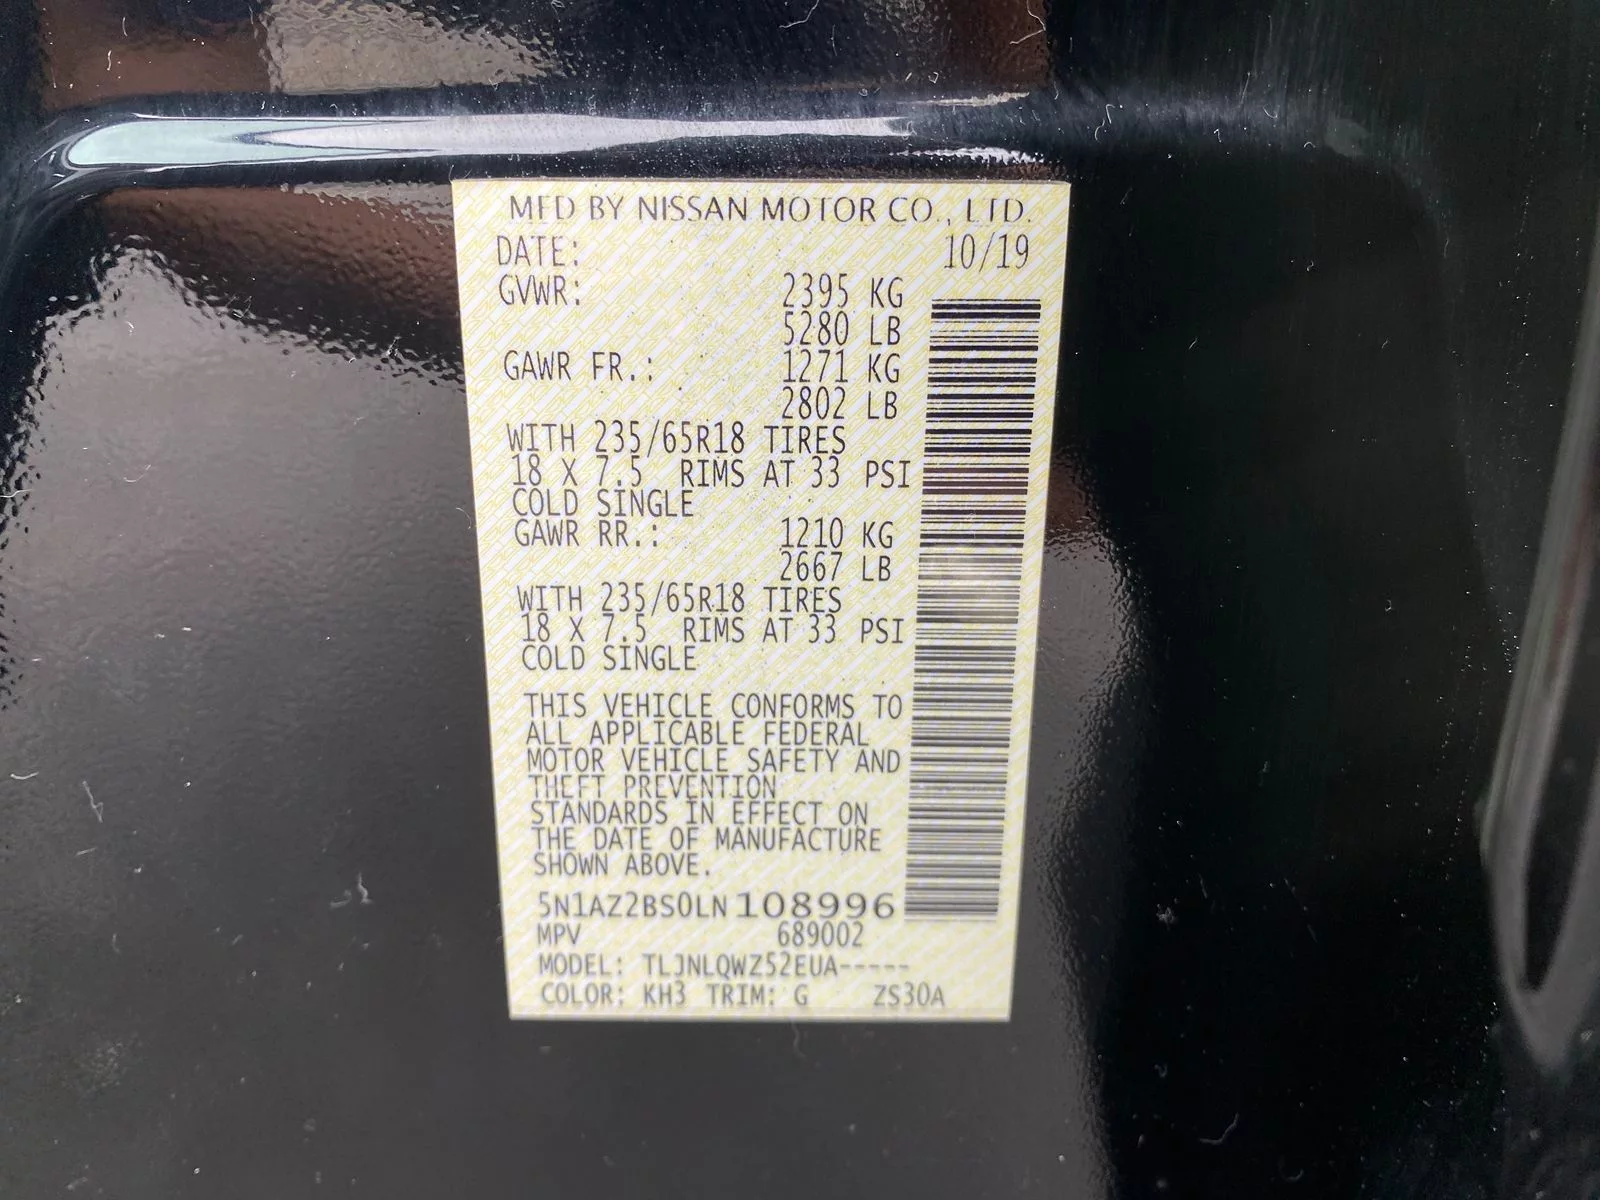 MFD BY NISSAN MOTOR CO., LTD.
DATE: 10/19
GVWR: 2395 KG
5280 LB
GAWR FR.: 1271 KG
2802 LB
WITH 235/65R18 TIRES
18 X 7.5 RIMS AT 33 PSI
COLD SINGLE
GAWR RR.: 1210 KG
2667 LB
WITH 235/65R18 TIRES
18 X 7.5 RIMS AT 33 PSI
COLD SINGLE
THIS VEHICLE CONFORMS TO
ALL APPLICABLE FEDERAL
MOTOR VEHICLE SAFETY AND
THEFT PREVENTION
STANDARDS IN EFFECT ON
THE DATE OF MANUFACTURE
SHOWN ABOVE.
5N1AZ2BS0LN108996
MPV 689002
MODEL: TLJNLQWZ52EUA-----
COLOR: KH3 TRIM: G ZS30A